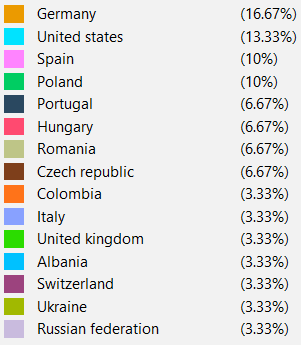 Germany (16.67%)
United states (13.33%)
Spain (10%)
Poland (10%)
Portugal (6.67%)
Hungary (6.67%)
Romania (6.67%)
Czech republic (6.67%)
Colombia (3.33%)
Italy (3.33%)
United kingdom (3.33%)
Albania (3.33%)
Switzerland (3.33%)
Ukraine (3.33%)
Russian federation (3.33%)